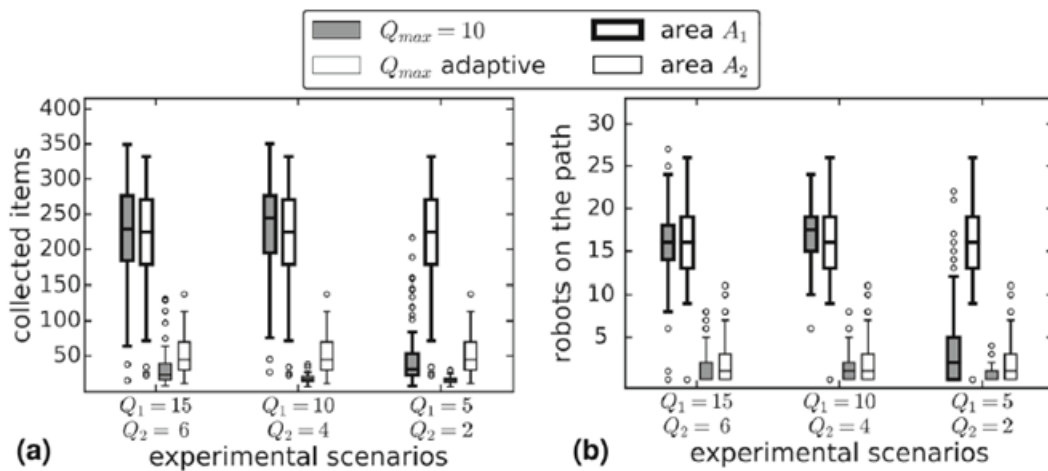 Q_max = 10
area A_1
Q_max adaptive
area A_2
collected items
400
350
300
250
200
150
100
50
Q_1 = 15
Q_2 = 6
Q_1 = 10
Q_2 = 4
Q_1 = 5
Q_2 = 2
experimental scenarios
(a)
robots on the path
30
25
20
15
10
5
Q_1 = 15
Q_2 = 6
Q_1 = 10
Q_2 = 4
Q_1 = 5
Q_2 = 2
experimental scenarios
(b)